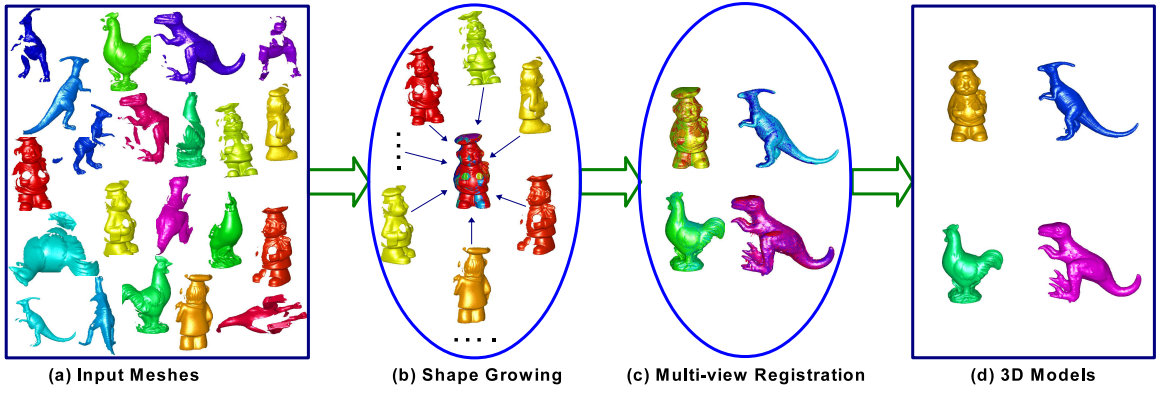 (a) Input Meshes
(b) Shape Growing
(c) Multi-view Registration
(d) 3D Models